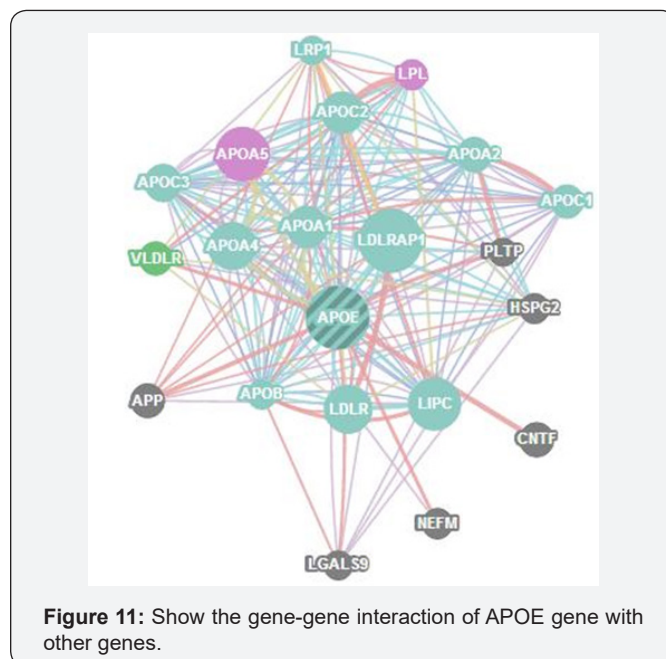 LRP1
LPL
APOC2
APOA5
APOA2
APOC3
APOC1
APOA1
LDLRAP1
APOA4
PLTP
VLDLR
HSPG2
APOE
APP
APOB
LDLR
LIPC
CNTF
NEFM
LGALS9
Figure 11: Show the gene-gene interaction of APOE gene with
other genes.